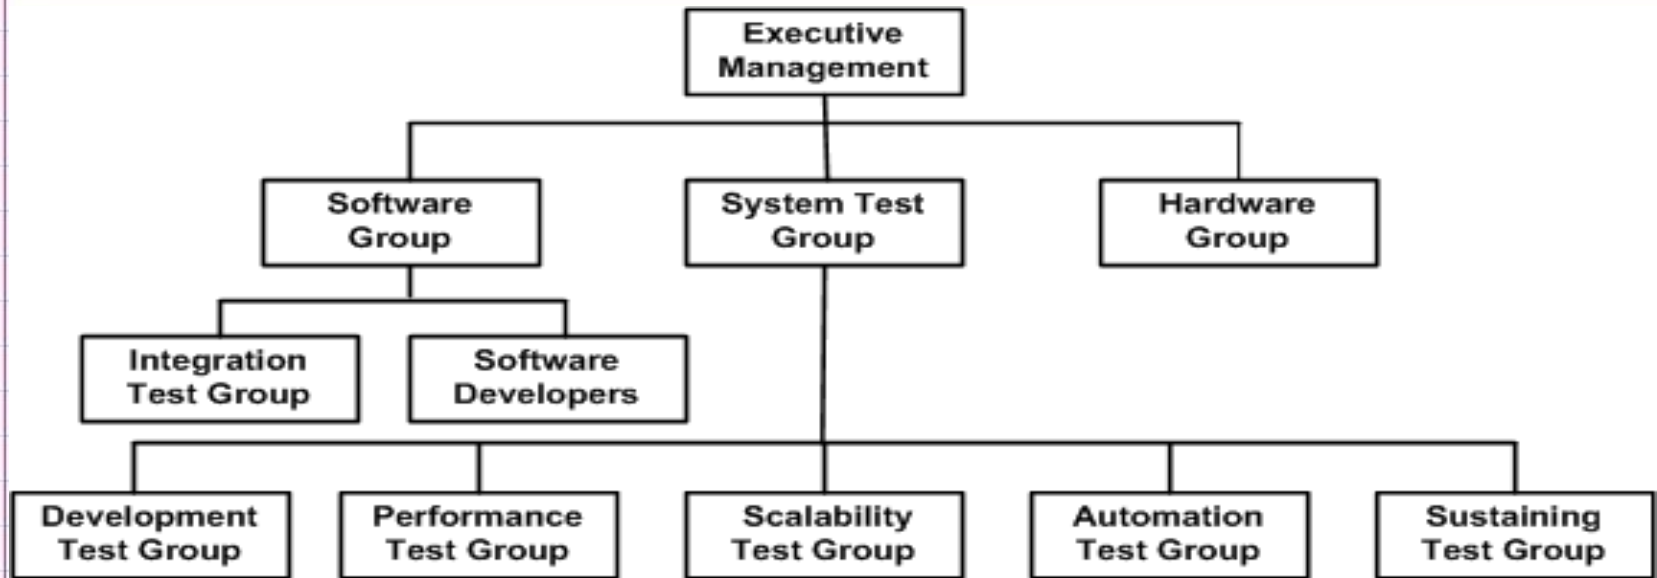 Executive
Management
Software
Group
System Test
Group
Hardware
Group
Integration
Test Group
Software
Developers
Development
Test Group
Performance
Test Group
Scalability
Test Group
Automation
Test Group
Sustaining
Test Group